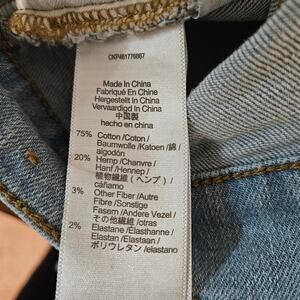 CKP461776867
Made In China
Fabriqué En Chine
Hergestellt In China
Vervaardigd In China
中国製
hecho en china
75% Cotton /Coton/
Baumwolle /Katoen /綿/
algodón
20% Hemp /Chanvre/
Hanf /Hennep/
植物繊維(ヘンプ)/
cáñamo
3% Other Fiber /Autre
Fibre /Sonstige
Fasern /Andere Vezel /
その他繊維 /otras
2% Elastane /Élasthanne/
Elastan /Elastaan/
ポリウレタン /elastano